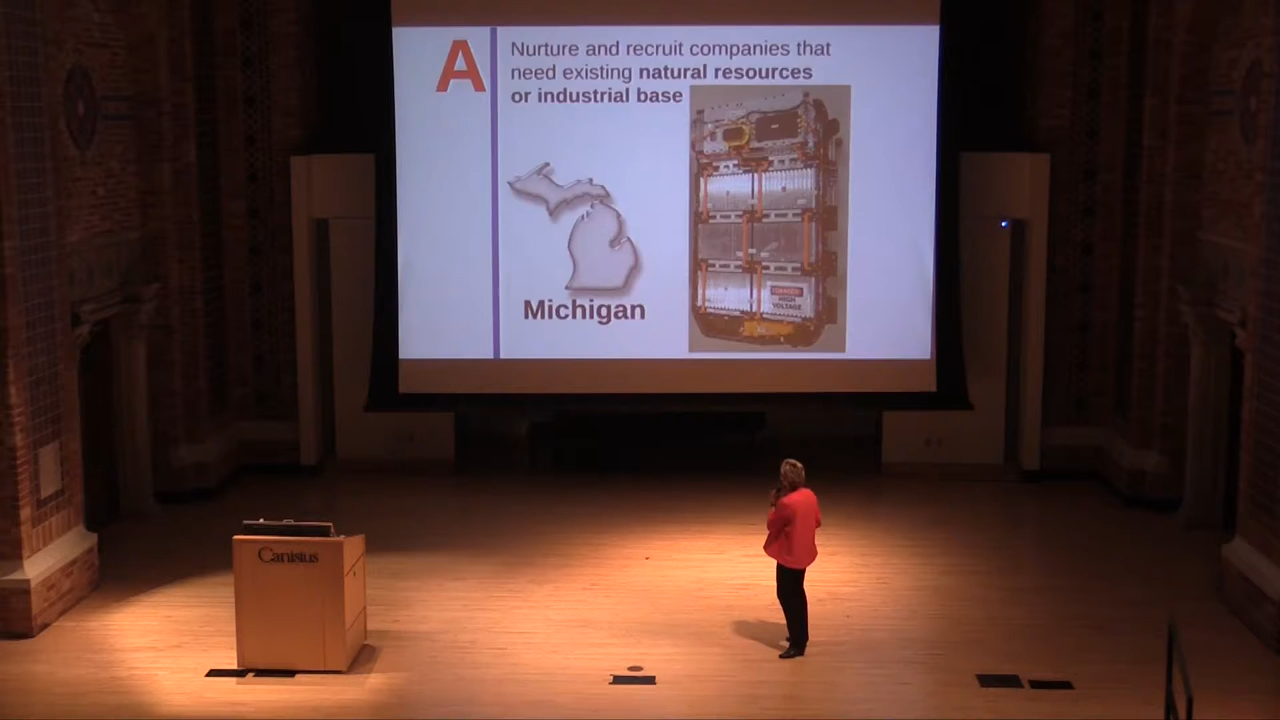 A
Nurture and recruit companies that
need existing natural resources
or industrial base
Michigan
DANGER
HIGH
VOLTAGE
Canisius